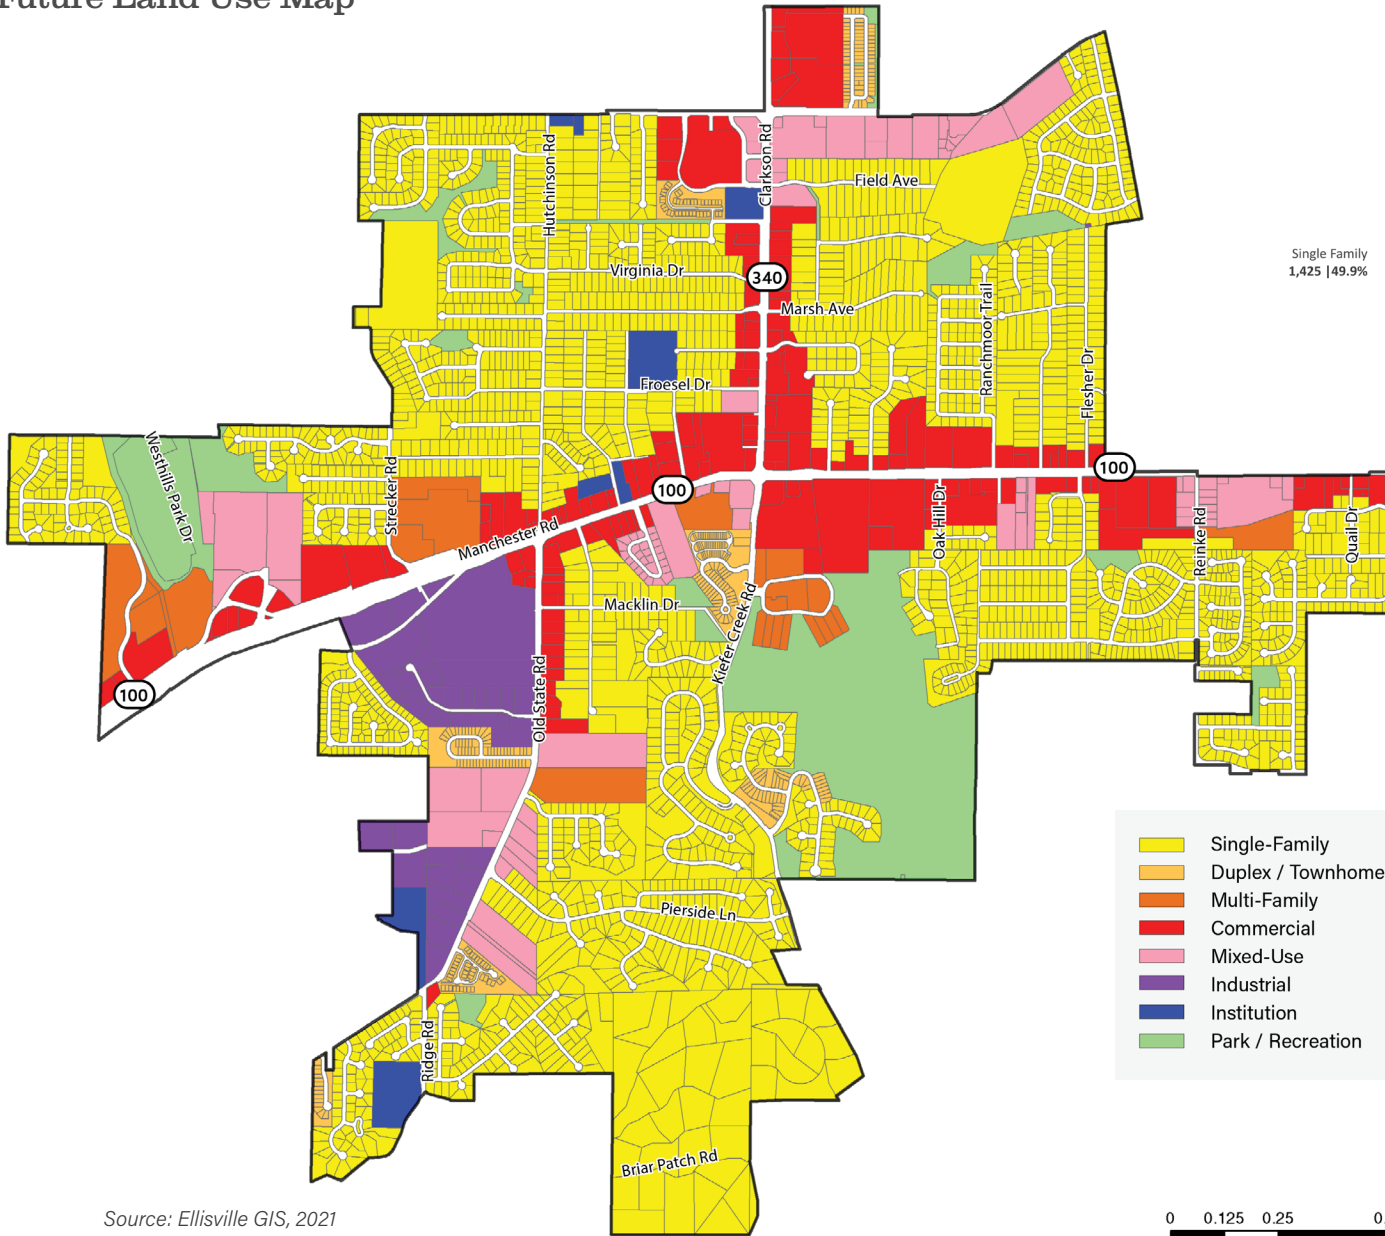 Future Land Use Map
Clarkson Rd
Hutchinson Rd
Field Ave
Single Family
1,425 |49.9%
Virginia Dr
340
Marsh Ave
Ranchmoor Trail
Flesher Dr
Froesel Dr
Westhills Park Dr
Strecker Rd
100
100
Manchester Rd
Oak Hill Dr
Reinke Rd
Quail Dr
Macklin Dr
Kiefer Creek Rd
100
Old State Rd
Single-Family
Duplex / Townhome
Multi-Family
Commercial
Mixed-Use
Industrial
Institution
Park / Recreation
Pierside Ln
Ridge Rd
Briar Patch Rd
Source: Ellisville GIS, 2021
0 0.125 0.25 0.